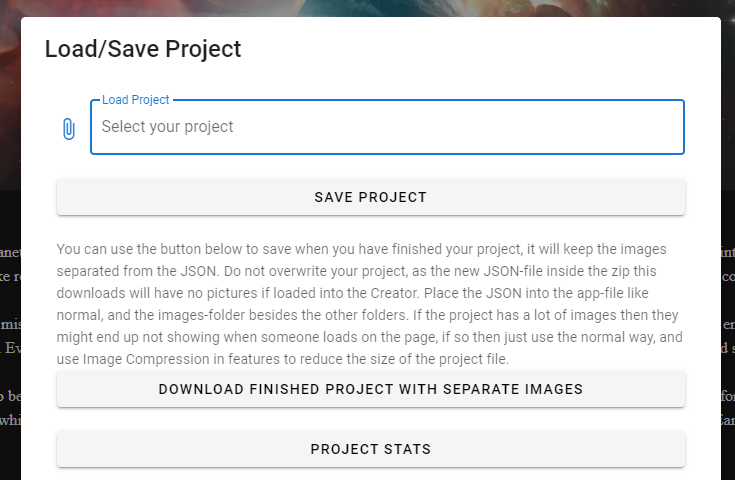 Load/Save Project
Load Project
Select your project
SAVE PROJECT
You can use the button below to save when you have finished your project, it will keep the images
separated from the JSON. Do not overwrite your project, as the new JSON-file inside the zip this
downloads will have no pictures if loaded into the Creator. Place the JSON into the app-file like
normal, and the images-folder besides the other folders. If the project has a lot of images then they
might end up not showing when someone loads on the page, if so then just use the normal way, and
use Image Compression in features to reduce the size of the project file.
DOWNLOAD FINISHED PROJECT WITH SEPARATE IMAGES
PROJECT STATS